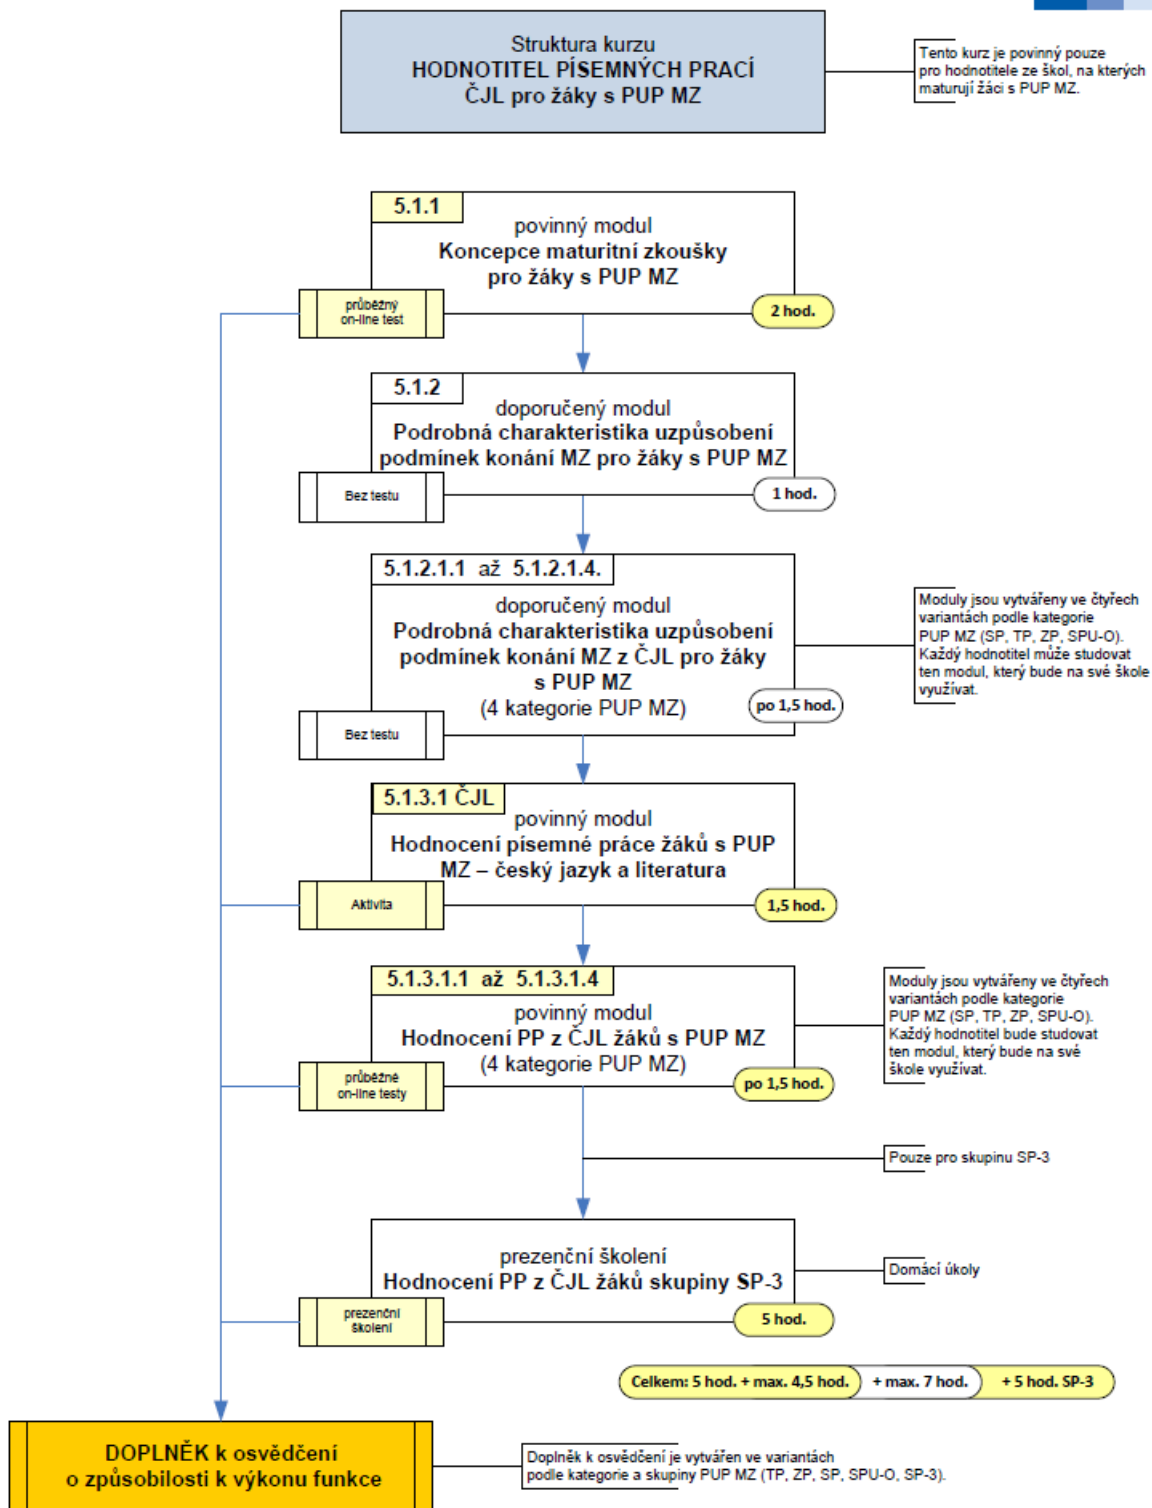 Struktura kurzu
HODNOTITEL PÍSEMNÝCH PRACÍ
ČJL pro žáky s PUP MZ
Tento kurz je povinný pouze
pro hodnotitele ze škol, na kterých
maturují žáci s PUP MZ.
5.1.1
povinný modul
Koncepce maturitní zkoušky
pro žáky s PUP MZ
průběžný
on-line test
2 hod.
5.1.2
doporučený modul
Podrobná charakteristika uzpůsobení
podmínek konání MZ pro žáky s PUP MZ
Bez testu
1 hod.
5.1.2.1.1 až 5.1.2.1.4.
doporučený modul
Podrobná charakteristika uzpůsobení
podmínek konání MZ z ČJL pro žáky
s PUP MZ
(4 kategorie PUP MZ)
Bez testu
po 1,5 hod.
Moduly jsou vytvářeny ve čtyřech
variantách podle kategorie
PUP MZ (SP, TP, ZP, SPU-O).
Každý hodnotitel může studovat
ten modul, který bude na své škole
využívat.
5.1.3.1 ČJL
povinný modul
Hodnocení písemné práce žáků s PUP
MZ – český jazyk a literatura
Aktivita
1,5 hod.
5.1.3.1.1 až 5.1.3.1.4
povinný modul
Hodnocení PP z ČJL žáků s PUP MZ
(4 kategorie PUP MZ)
průběžné
on-line testy
po 1,5 hod.
Moduly jsou vytvářeny ve čtyřech
variantách podle kategorie
PUP MZ (SP, TP, ZP, SPU-O).
Každý hodnotitel bude studovat
ten modul, který bude na své
škole využívat.
Pouze pro skupinu SP-3
prezenční školení
Hodnocení PP z ČJL žáků skupiny SP-3
prezenční
školení
5 hod.
Domácí úkoly
Celkem: 5 hod. + max. 4,5 hod. + max. 7 hod. + 5 hod. SP-3
DOPLNĚK k osvědčení
o způsobilosti k výkonu funkce
Doplněk k osvědčení je vytvářen ve variantách
podle kategorie a skupiny PUP MZ (TP, ZP, SP, SPU-O, SP-3).